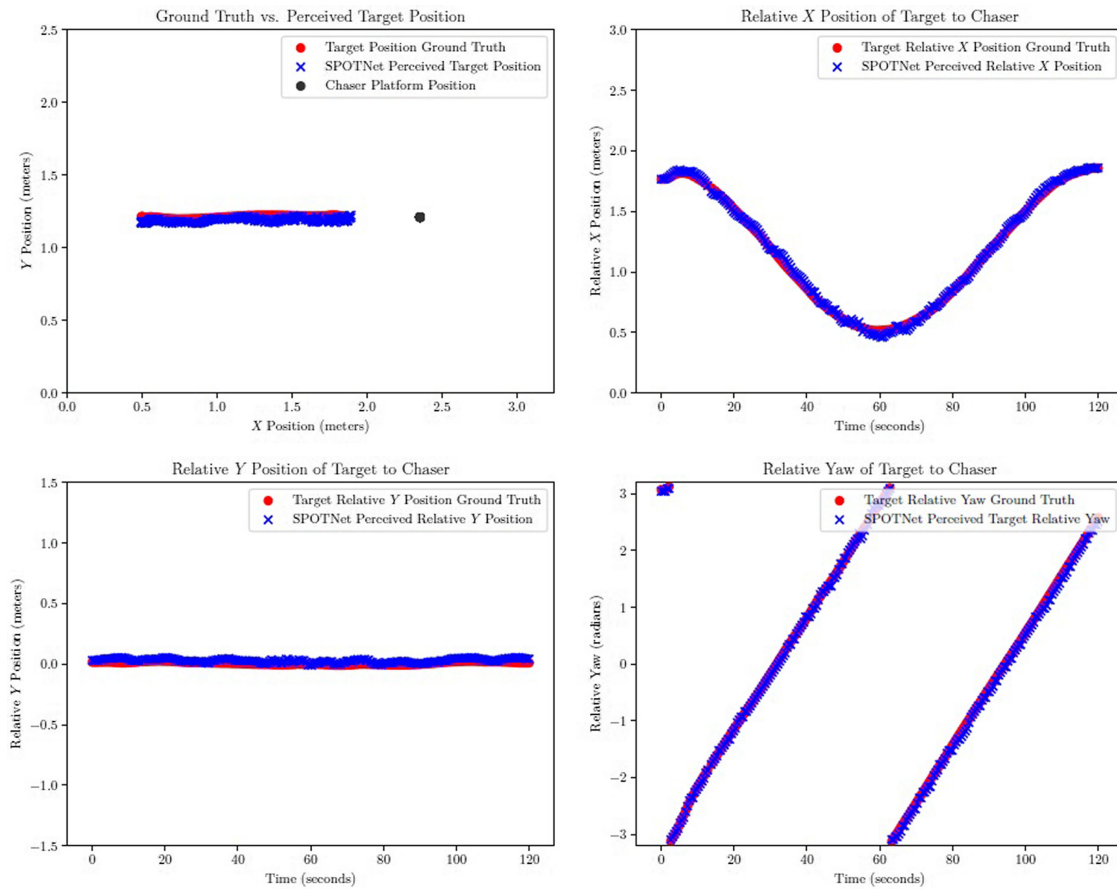 Ground Truth vs. Perceived Target Position
2.5
2.0
1.5
1.0
0.5
0.0
Y Position (meters)
Target Position Ground Truth
SPOTNet Perceived Target Position
Chaser Platform Position
0.0 0.5 1.0 1.5 2.0 2.5 3.0
X Position (meters)
Relative X Position of Target to Chaser
3.0
2.5
2.0
1.5
1.0
0.5
0.0
Relative X Position (meters)
Target Relative X Position Ground Truth
SPOTNet Perceived Relative X Position
0 20 40 60 80 100 120
Time (seconds)
Relative Y Position of Target to Chaser
1.5
1.0
0.5
0.0
−0.5
−1.0
−1.5
Relative Y Position (meters)
Target Relative Y Position Ground Truth
SPOTNet Perceived Relative Y Position
0 20 40 60 80 100 120
Time (seconds)
Relative Yaw of Target to Chaser
3
2
1
0
−1
−2
−3
Relative Yaw (radians)
Target Relative Yaw Ground Truth
SPOTNet Perceived Target Relative Yaw
0 20 40 60 80 100 120
Time (seconds)